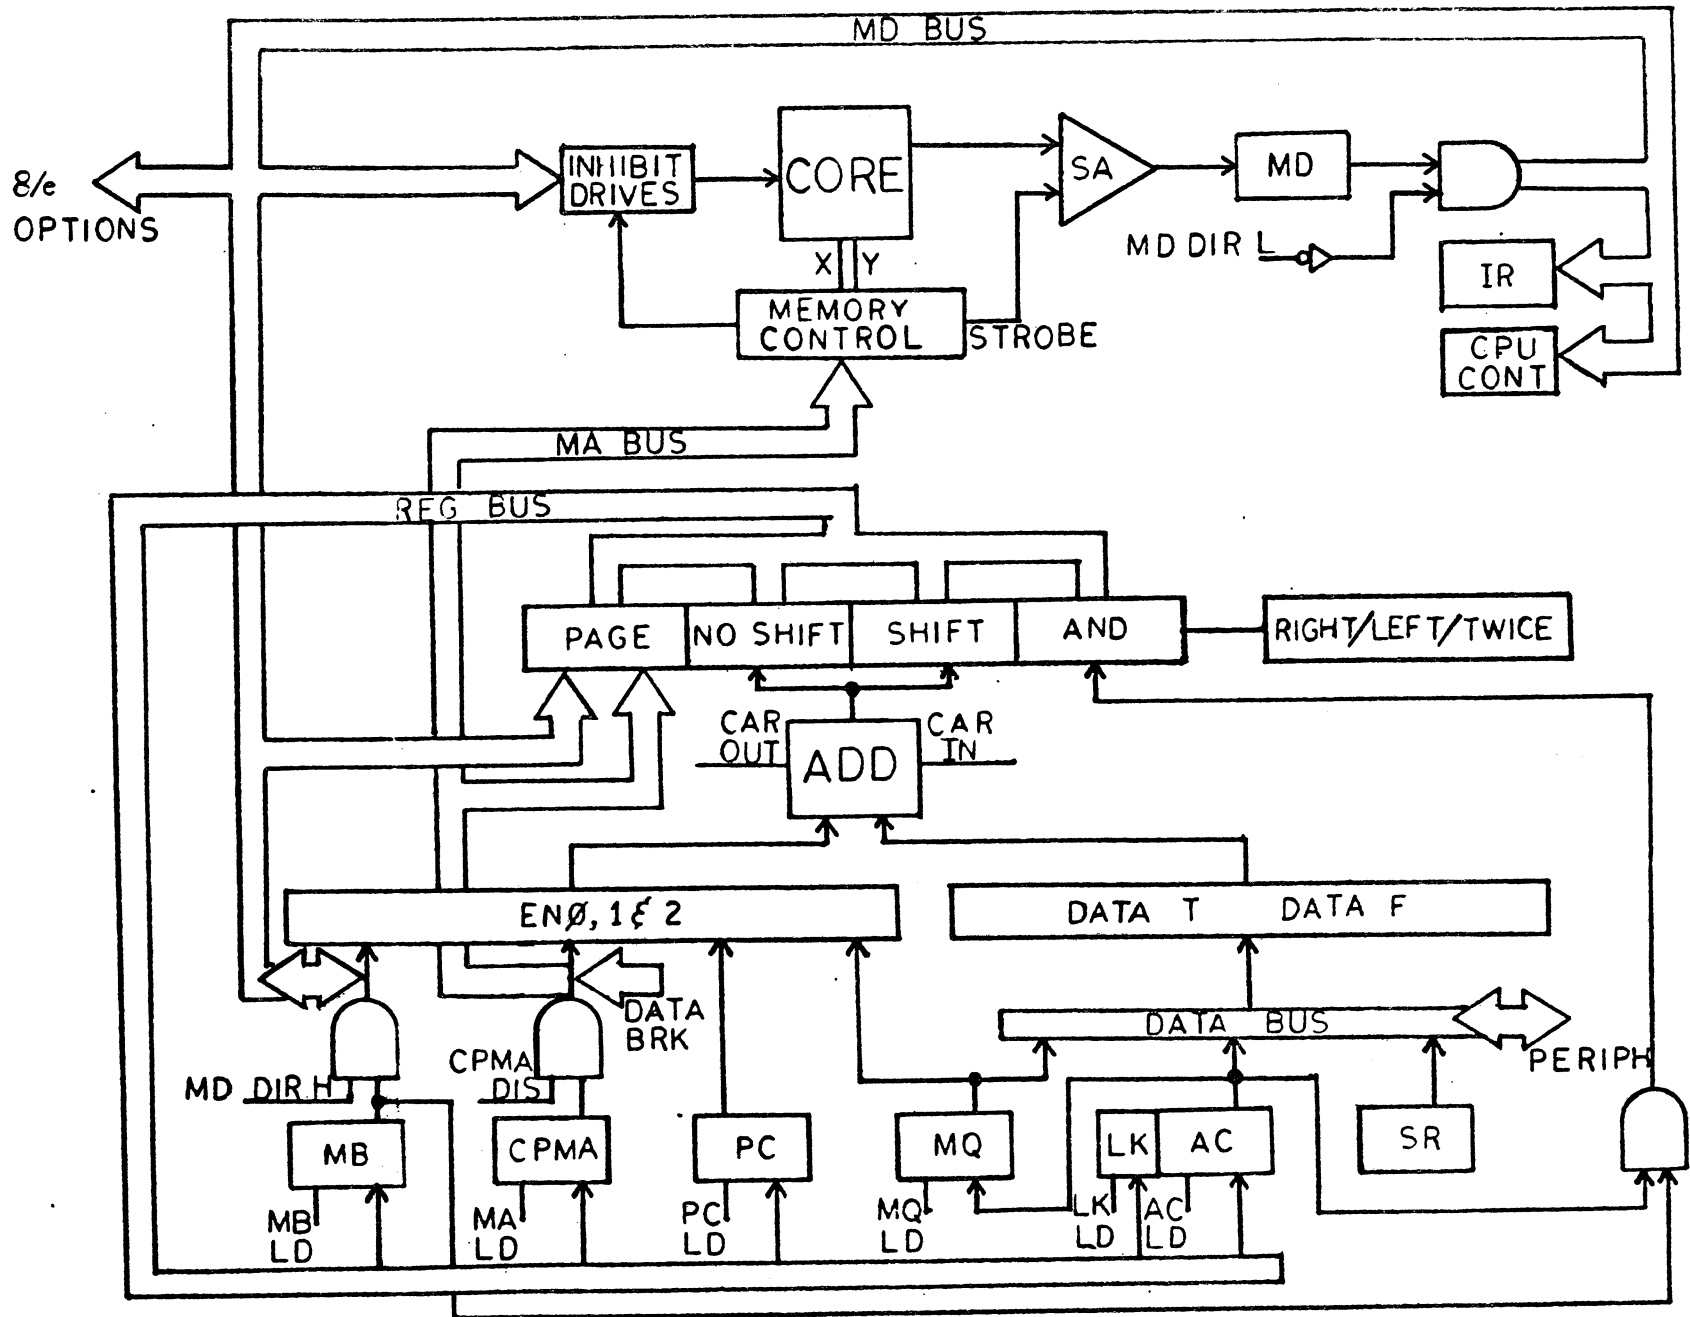 MD BUS
8/e
OPTIONS
INHIBIT
DRIVES
CORE
SA
MD
MD DIR L
IR
X Y
MEMORY
CONTROL
STROBE
CPU
CONT
MA BUS
REG BUS
PAGE
NO SHIFT
SHIFT
AND
RIGHT/LEFT/TWICE
CAR
OUT
ADD
CAR
IN
ENØ, 1 & 2
DATA T DATA F
DATA
BRK
DATA BUS
PERIPH
MD DIR H
CPMA
DIS
MB
CPMA
PC
MQ
LK
AC
SR
MB
LD
MA
LD
PC
LD
MQ
LD
LK
LD
AC
LD